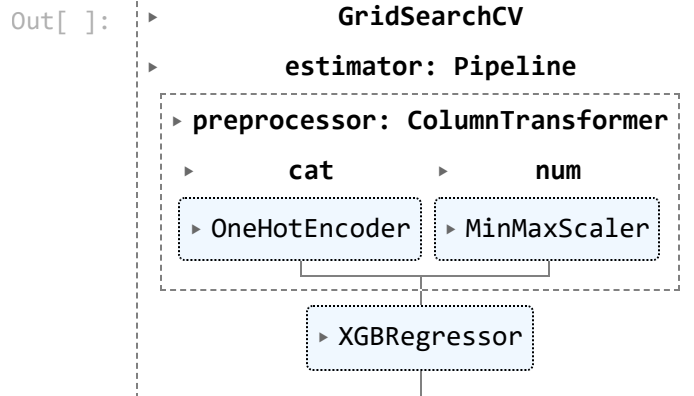 Out[ ]:
GridSearchCV
estimator: Pipeline
preprocessor: ColumnTransformer
cat num
OneHotEncoder MinMaxScaler
XGBRegressor